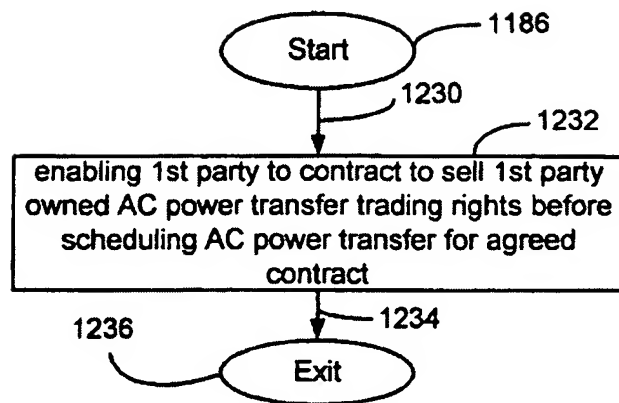 Start
1186
1230
1232
enabling 1st party to contract to sell 1st party
owned AC power transfer trading rights before
scheduling AC power transfer for agreed
contract
1236
1234
Exit